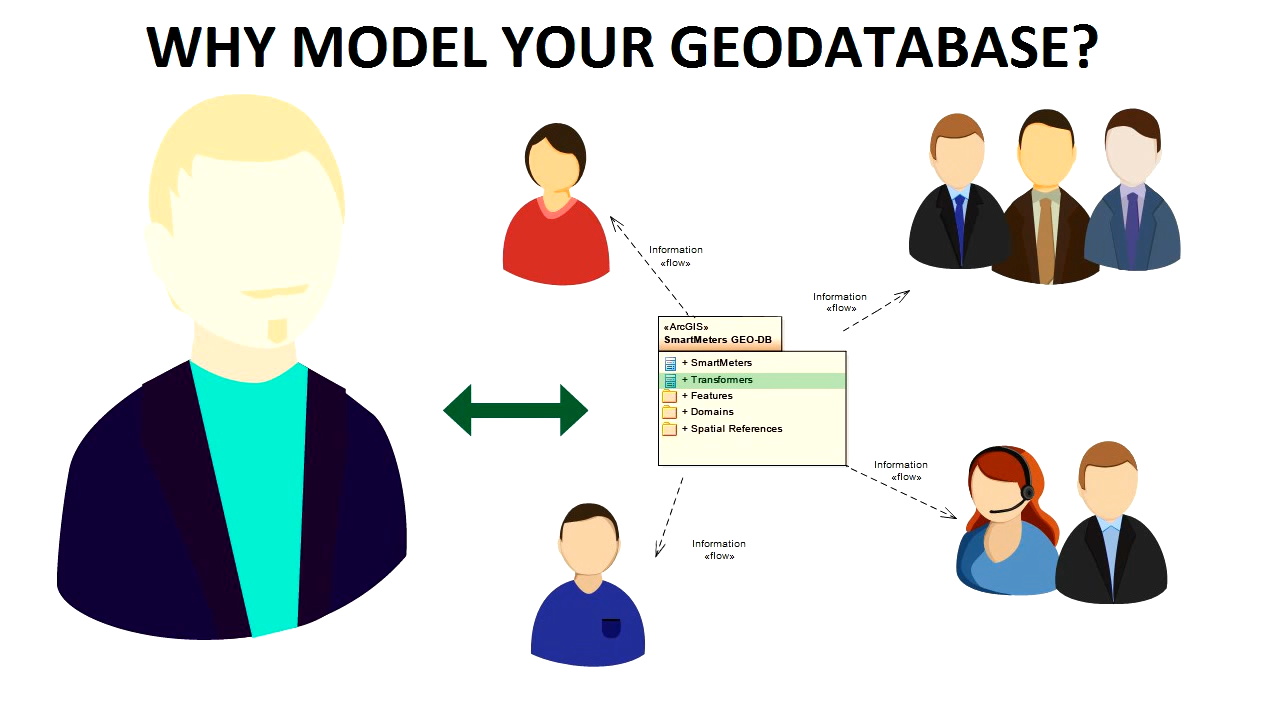 WHY MODEL YOUR GEODATABASE?
Information
«flow»
Information
«flow»
«ArcGIS»
SmartMeters GEO-DB
+ SmartMeters
+ Transformers
+ Features
+ Domains
+ Spatial References
Information
«flow»
Information
«flow»